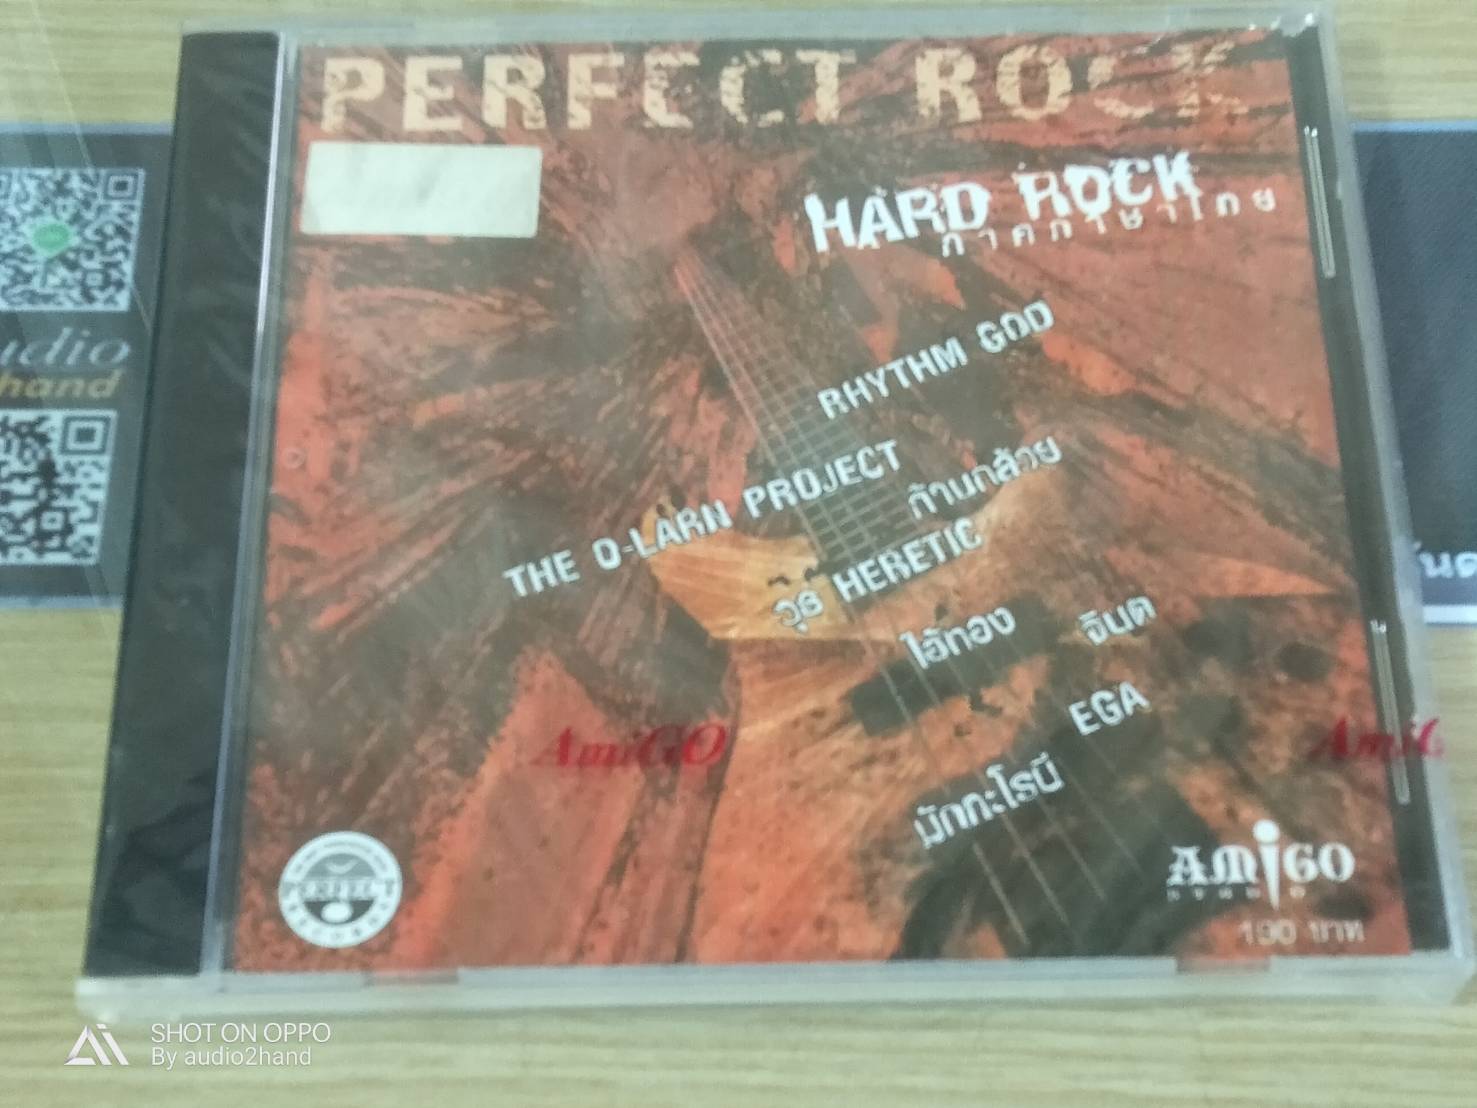 PERFECT ROCK
HARD ROCK
ภาคภาษาไทย
RHYTHM GOD
THE O-LARN PROJECT
ก้านกล้วย
วุธ HERETIC
ไฮ้ทอง จินต
EGA
มักกะโรนี
AmiGO
PERFECT
RECORDS
AMiGO
190 บาท
udio
hand
SHOT ON OPPO
By audio2hand